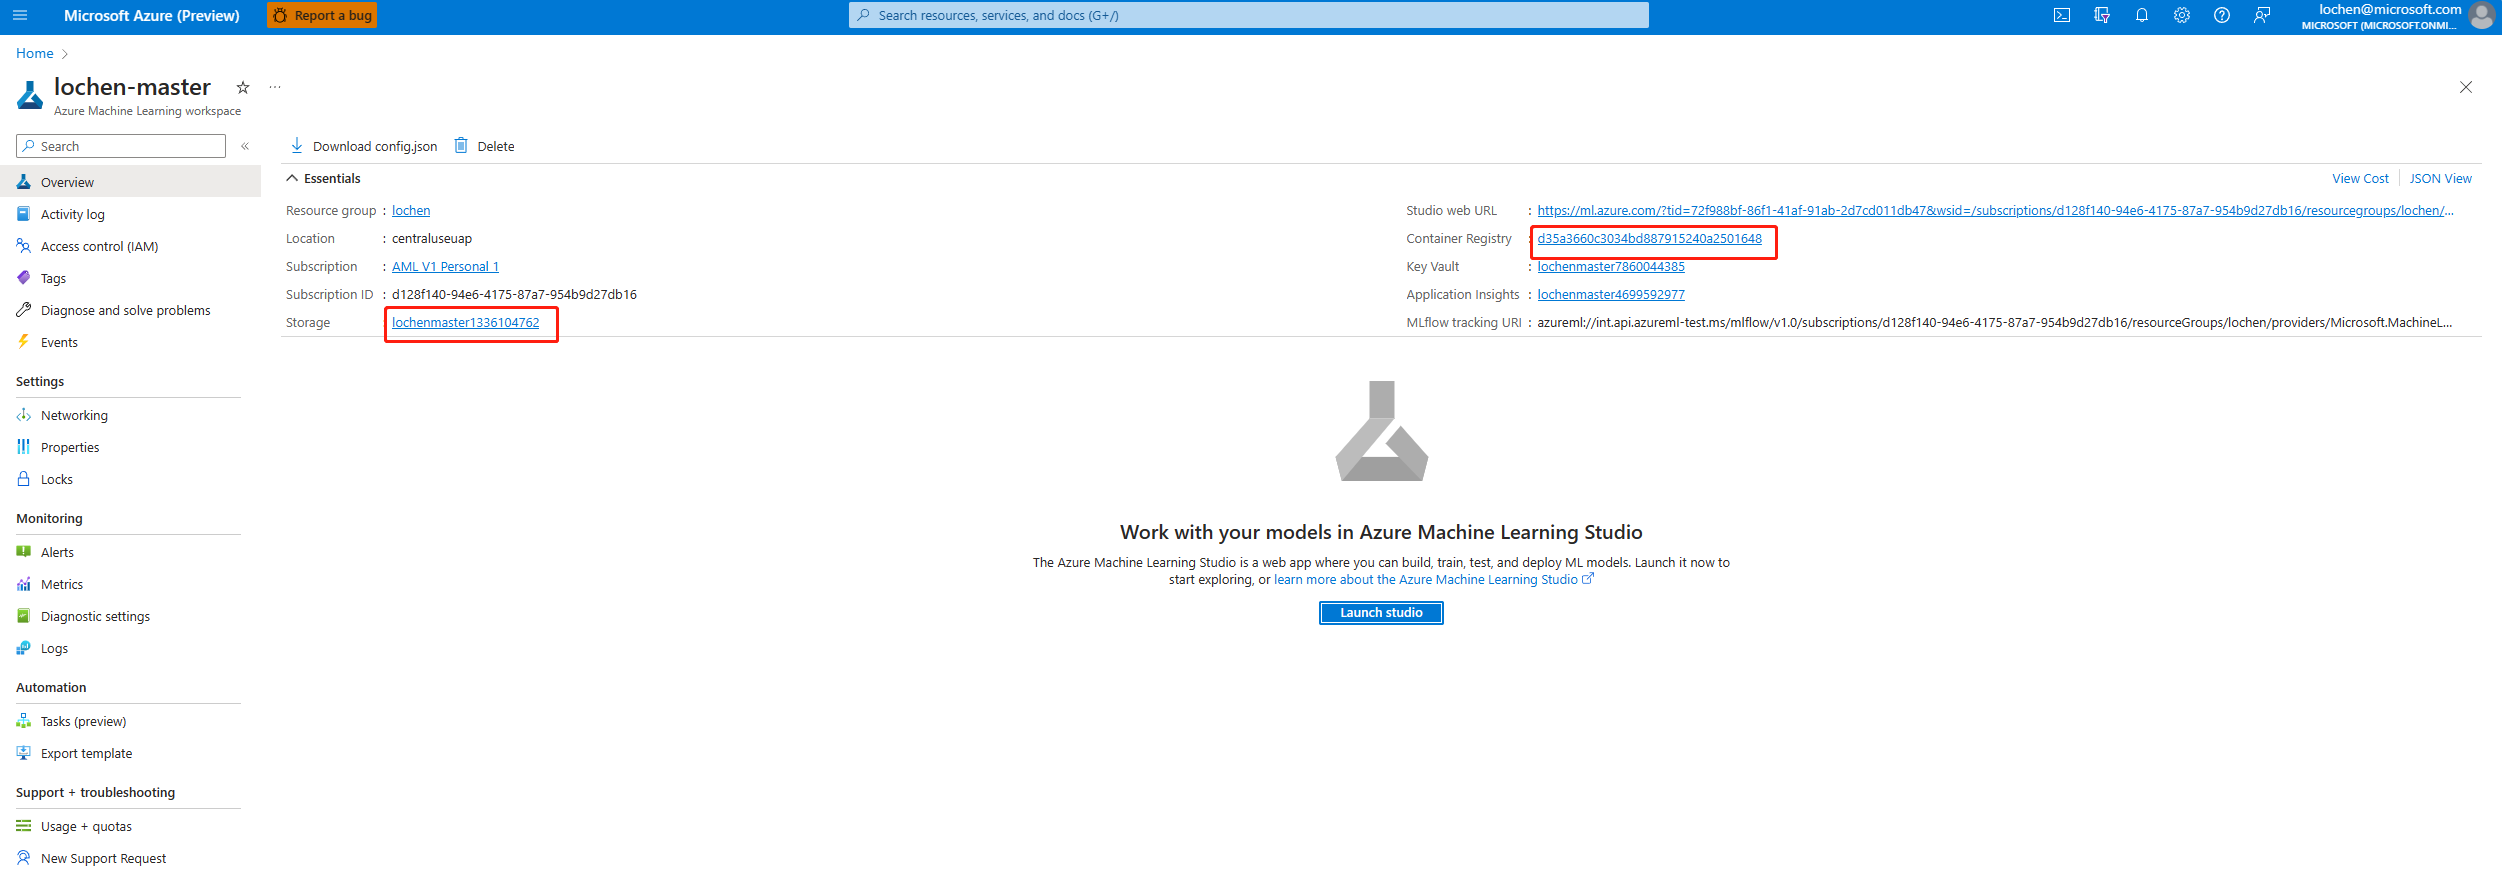 Microsoft Azure (Preview)
Report a bug
Search resources, services, and docs (G+/)
lochen@microsoft.com
MICROSOFT (MICROSOFT.ONMI...
Home
lochen-master
Azure Machine Learning workspace
Search
Overview
Activity log
Access control (IAM)
Tags
Diagnose and solve problems
Events
Settings
Networking
Properties
Locks
Monitoring
Alerts
Metrics
Diagnostic settings
Logs
Automation
Tasks (preview)
Export template
Support + troubleshooting
Usage + quotas
New Support Request
Download config.json
Delete
Essentials
View Cost
JSON View
Resource group : lochen
Location : centraluseuap
Subscription : AML V1 Personal 1
Subscription ID : d128f140-94e6-4175-87a7-954b9d27db16
Storage : lochenmaster1336104762
Studio web URL : https://ml.azure.com/?tid=72f988bf-86f1-41af-91ab-2d7cd011db47&wsid=/subscriptions/d128f140-94e6-4175-87a7-954b9d27db16/resourcegroups/lochen/...
Container Registry : d35a3660c3034bd887915240a2501648
Key Vault : lochenmaster7860044385
Application Insights : lochenmaster4699592977
MLflow tracking URI : azureml://int.api.azureml-test.ms/mlflow/v1.0/subscriptions/d128f140-94e6-4175-87a7-954b9d27db16/resourceGroups/lochen/providers/Microsoft.MachineL...
Work with your models in Azure Machine Learning Studio
The Azure Machine Learning Studio is a web app where you can build, train, test, and deploy ML models. Launch it now to
start exploring, or learn more about the Azure Machine Learning Studio
Launch studio